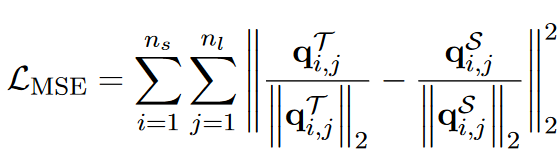 $\mathcal{L}_{\mathrm{MSE}} = \sum_{i=1}^{n_s} \sum_{j=1}^{n_l} \left\| \frac{\mathbf{q}_{i,j}^{\mathcal{T}}}{\left\| \mathbf{q}_{i,j}^{\mathcal{T}} \right\|_2} - \frac{\mathbf{q}_{i,j}^{\mathcal{S}}}{\left\| \mathbf{q}_{i,j}^{\mathcal{S}} \right\|_2} \right\|_2^2$